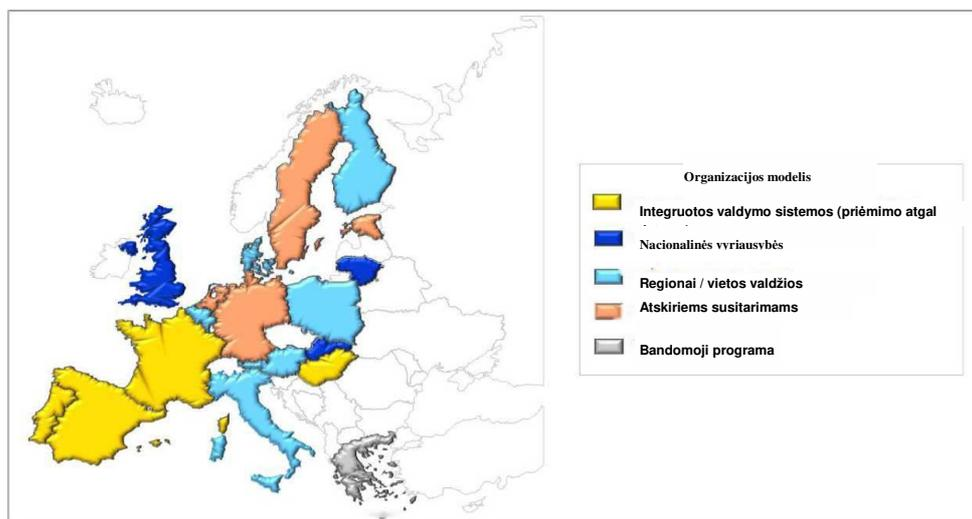 Organizacijos modelis
Integruotos valdymo sistemos (priėmimo atgal
Nacionalinės vyriausybės
Regionai / vietos valdžios
Atskiriems susitarimams
Bandomoji programa